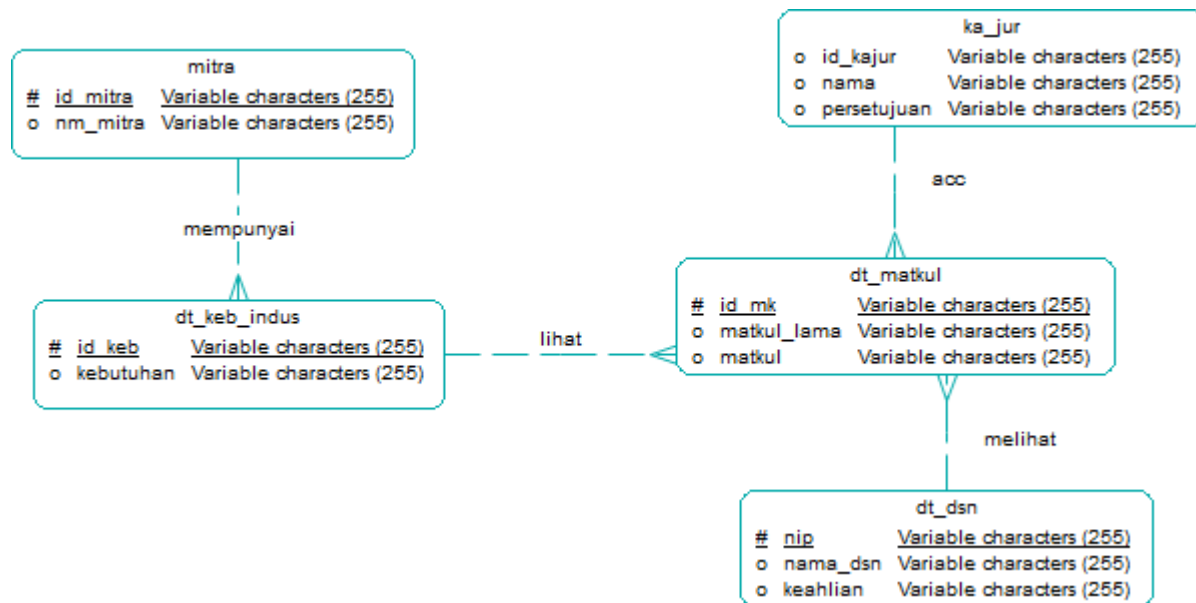 mitra
# id_mitra Variable characters (255)
o nm_mitra Variable characters (255)
mempunyai
dt_keb_indus
# id_keb Variable characters (255)
o kebutuhan Variable characters (255)
lihat
ka_jur
o id_kajur Variable characters (255)
o nama Variable characters (255)
o persetujuan Variable characters (255)
acc
dt_matkul
# id_mk Variable characters (255)
o matkul_lama Variable characters (255)
o matkul Variable characters (255)
melihat
dt_dsn
# nip Variable characters (255)
o nama_dsn Variable characters (255)
o keahlian Variable characters (255)